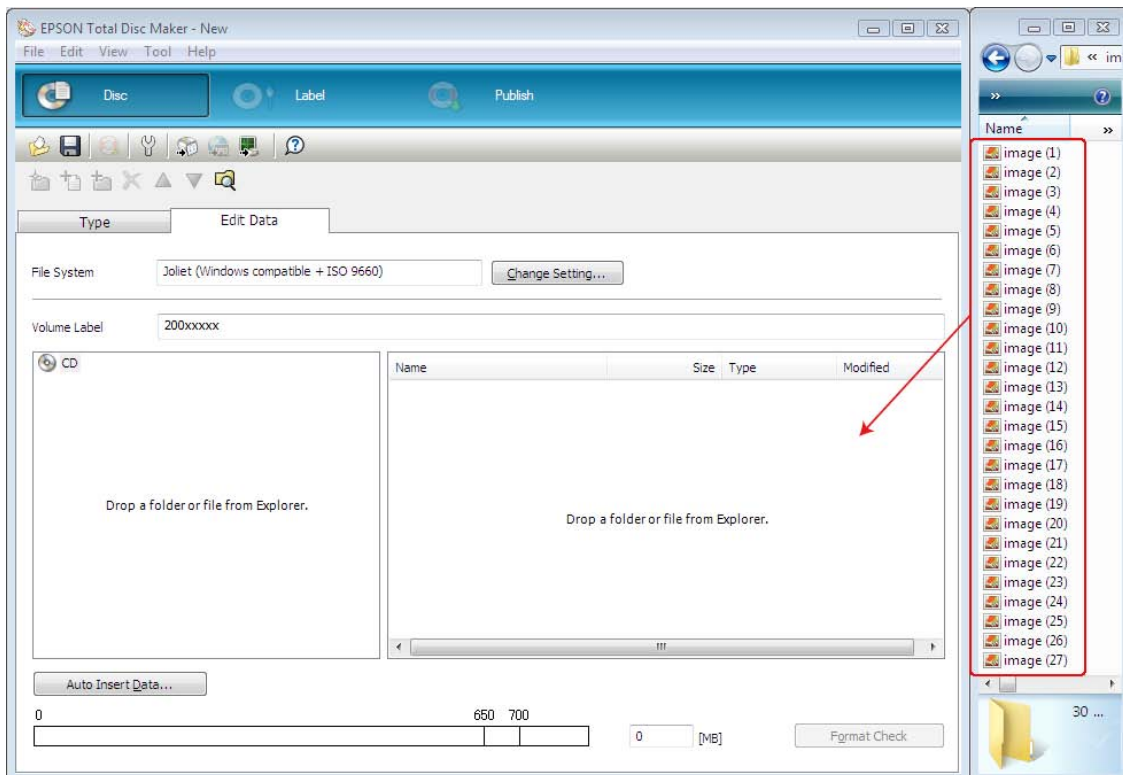 EPSON Total Disc Maker - New
File Edit View Tool Help
Disc
Label
Publish
Type
Edit Data
File System
Joliet (Windows compatible + ISO 9660)
Change Setting...
Volume Label
200xxxxx
CD
Drop a folder or file from Explorer.
Name Size Type Modified
Drop a folder or file from Explorer.
Auto Insert Data...
0 650 700
0 [MB]
Format Check
« im
»
Name »
image (1)
image (2)
image (3)
image (4)
image (5)
image (6)
image (7)
image (8)
image (9)
image (10)
image (11)
image (12)
image (13)
image (14)
image (15)
image (16)
image (17)
image (18)
image (19)
image (20)
image (21)
image (22)
image (23)
image (24)
image (25)
image (26)
image (27)
30 ...